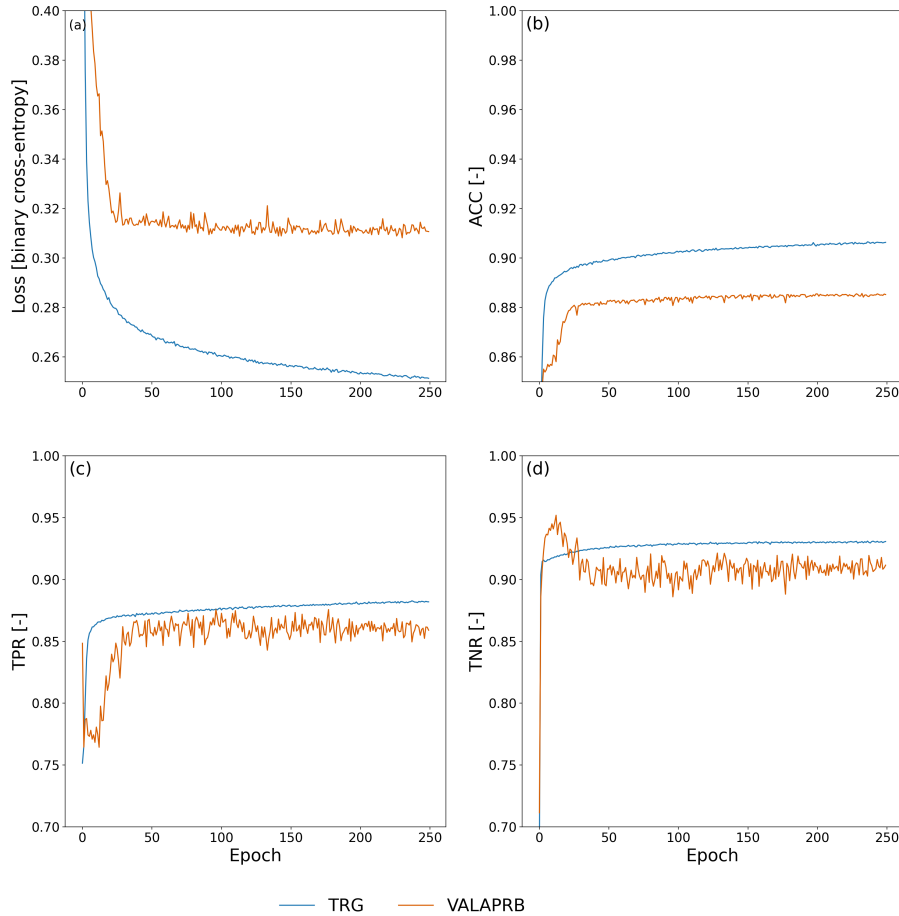 (a)
Loss [binary cross-entropy]
0.40
0.38
0.36
0.34
0.32
0.30
0.28
0.26
0 50 100 150 200 250
(b)
ACC [-]
1.00
0.98
0.96
0.94
0.92
0.90
0.88
0.86
0 50 100 150 200 250
(c)
TPR [-]
1.00
0.95
0.90
0.85
0.80
0.75
0.70
0 50 100 150 200 250
Epoch
(d)
TNR [-]
1.00
0.95
0.90
0.85
0.80
0.75
0.70
0 50 100 150 200 250
Epoch
TRG VALAPRB